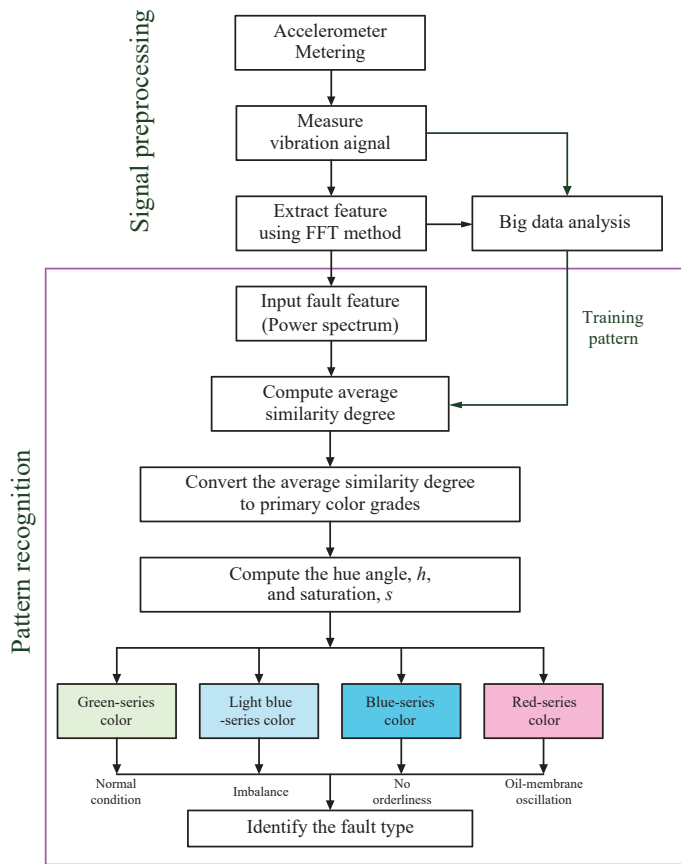 Signal preprocessing
Accelerometer
Metering
Measure
vibration aignal
Extract feature
using FFT method
Big data analysis
Pattern recognition
Input fault feature
(Power spectrum)
Training
pattern
Compute average
similarity degree
Convert the average similarity degree
to primary color grades
Compute the hue angle, h,
and saturation, s
Green-series
color
Light blue
-series color
Blue-series
color
Red-series
color
Normal
condition
Imbalance
No
orderliness
Oil-membrane
oscillation
Identify the fault type